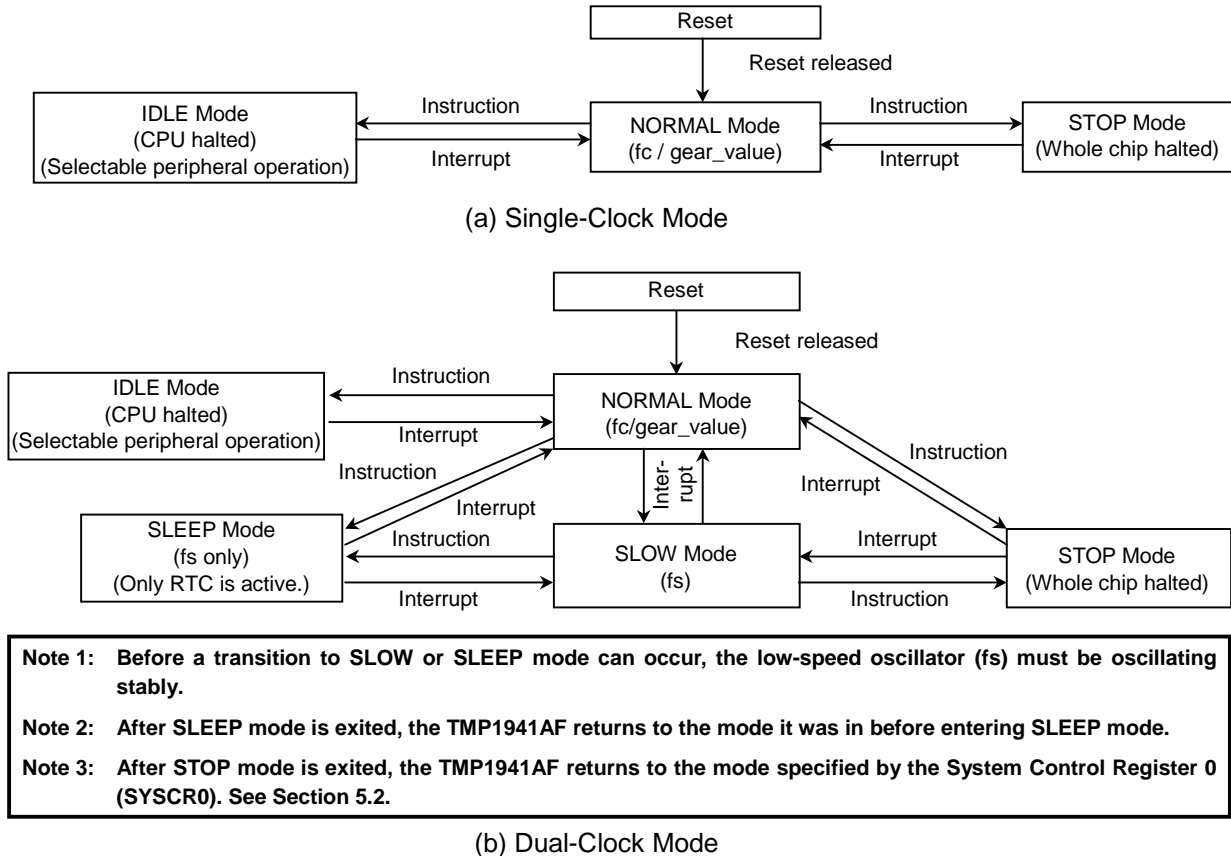 Reset
Reset released
IDLE Mode
(CPU halted)
(Selectable peripheral operation)
Instruction
Interrupt
NORMAL Mode
(fc / gear_value)
Instruction
Interrupt
STOP Mode
(Whole chip halted)
(a) Single-Clock Mode
Reset
Reset released
IDLE Mode
(CPU halted)
(Selectable peripheral operation)
Instruction
Interrupt
NORMAL Mode
(fc/gear_value)
Instruction
Interrupt
Instruction
Interrupt
Inter-
rupt
SLEEP Mode
(fs only)
(Only RTC is active.)
Instruction
Interrupt
SLOW Mode
(fs)
Interrupt
Instruction
STOP Mode
(Whole chip halted)
Note 1: Before a transition to SLOW or SLEEP mode can occur, the low-speed oscillator (fs) must be oscillating
stably.
Note 2: After SLEEP mode is exited, the TMP1941AF returns to the mode it was in before entering SLEEP mode.
Note 3: After STOP mode is exited, the TMP1941AF returns to the mode specified by the System Control Register 0
(SYSCR0). See Section 5.2.
(b) Dual-Clock Mode